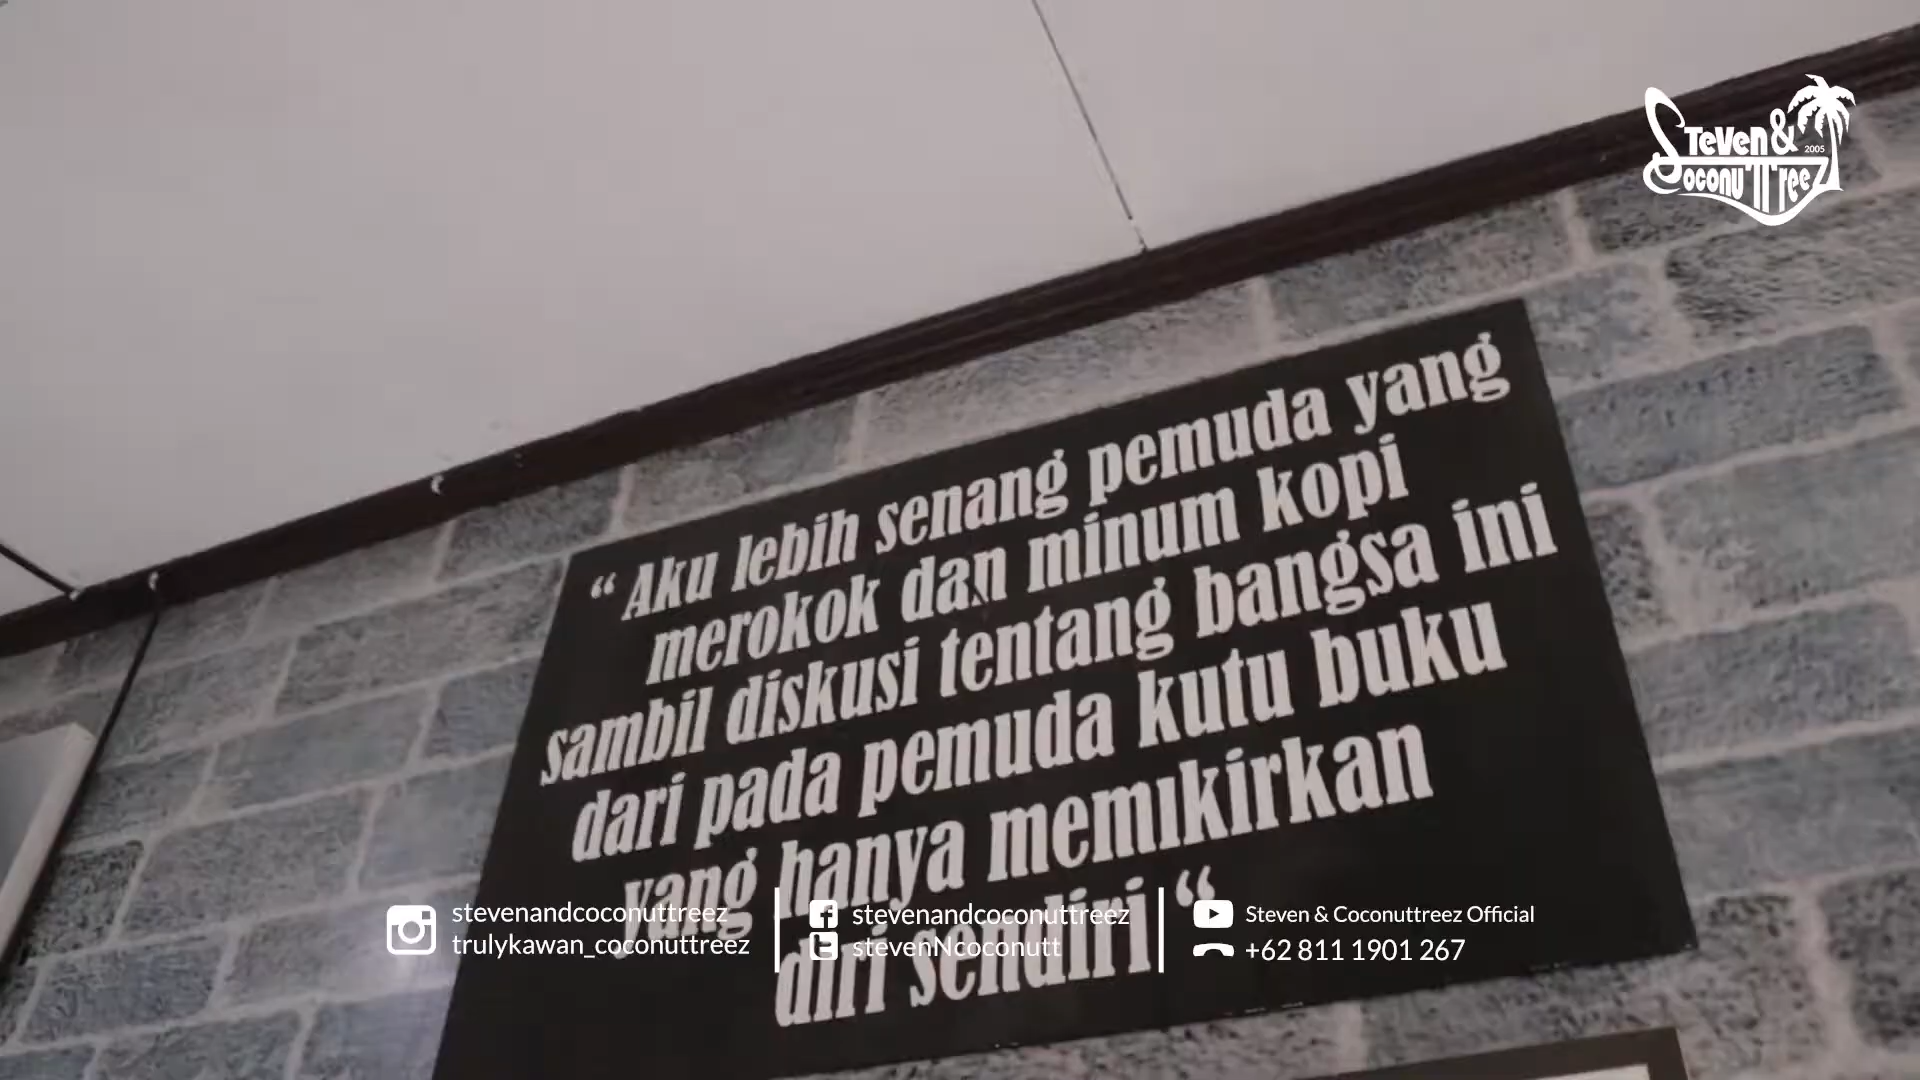 Steven &
2005
CoconutTreez
“ Aku lebih senang pemuda yang
merokok dan minum kopi
sambil diskusi tentang bangsa ini
dari pada pemuda kutu buku
yang hanya memikirkan
diri sendiri “
stevenandcoconuttreez
trulykawan_coconuttreez
stevenandcoconuttreez
stevenNcoconutt
Steven & Coconuttreez Official
+62 811 1901 267